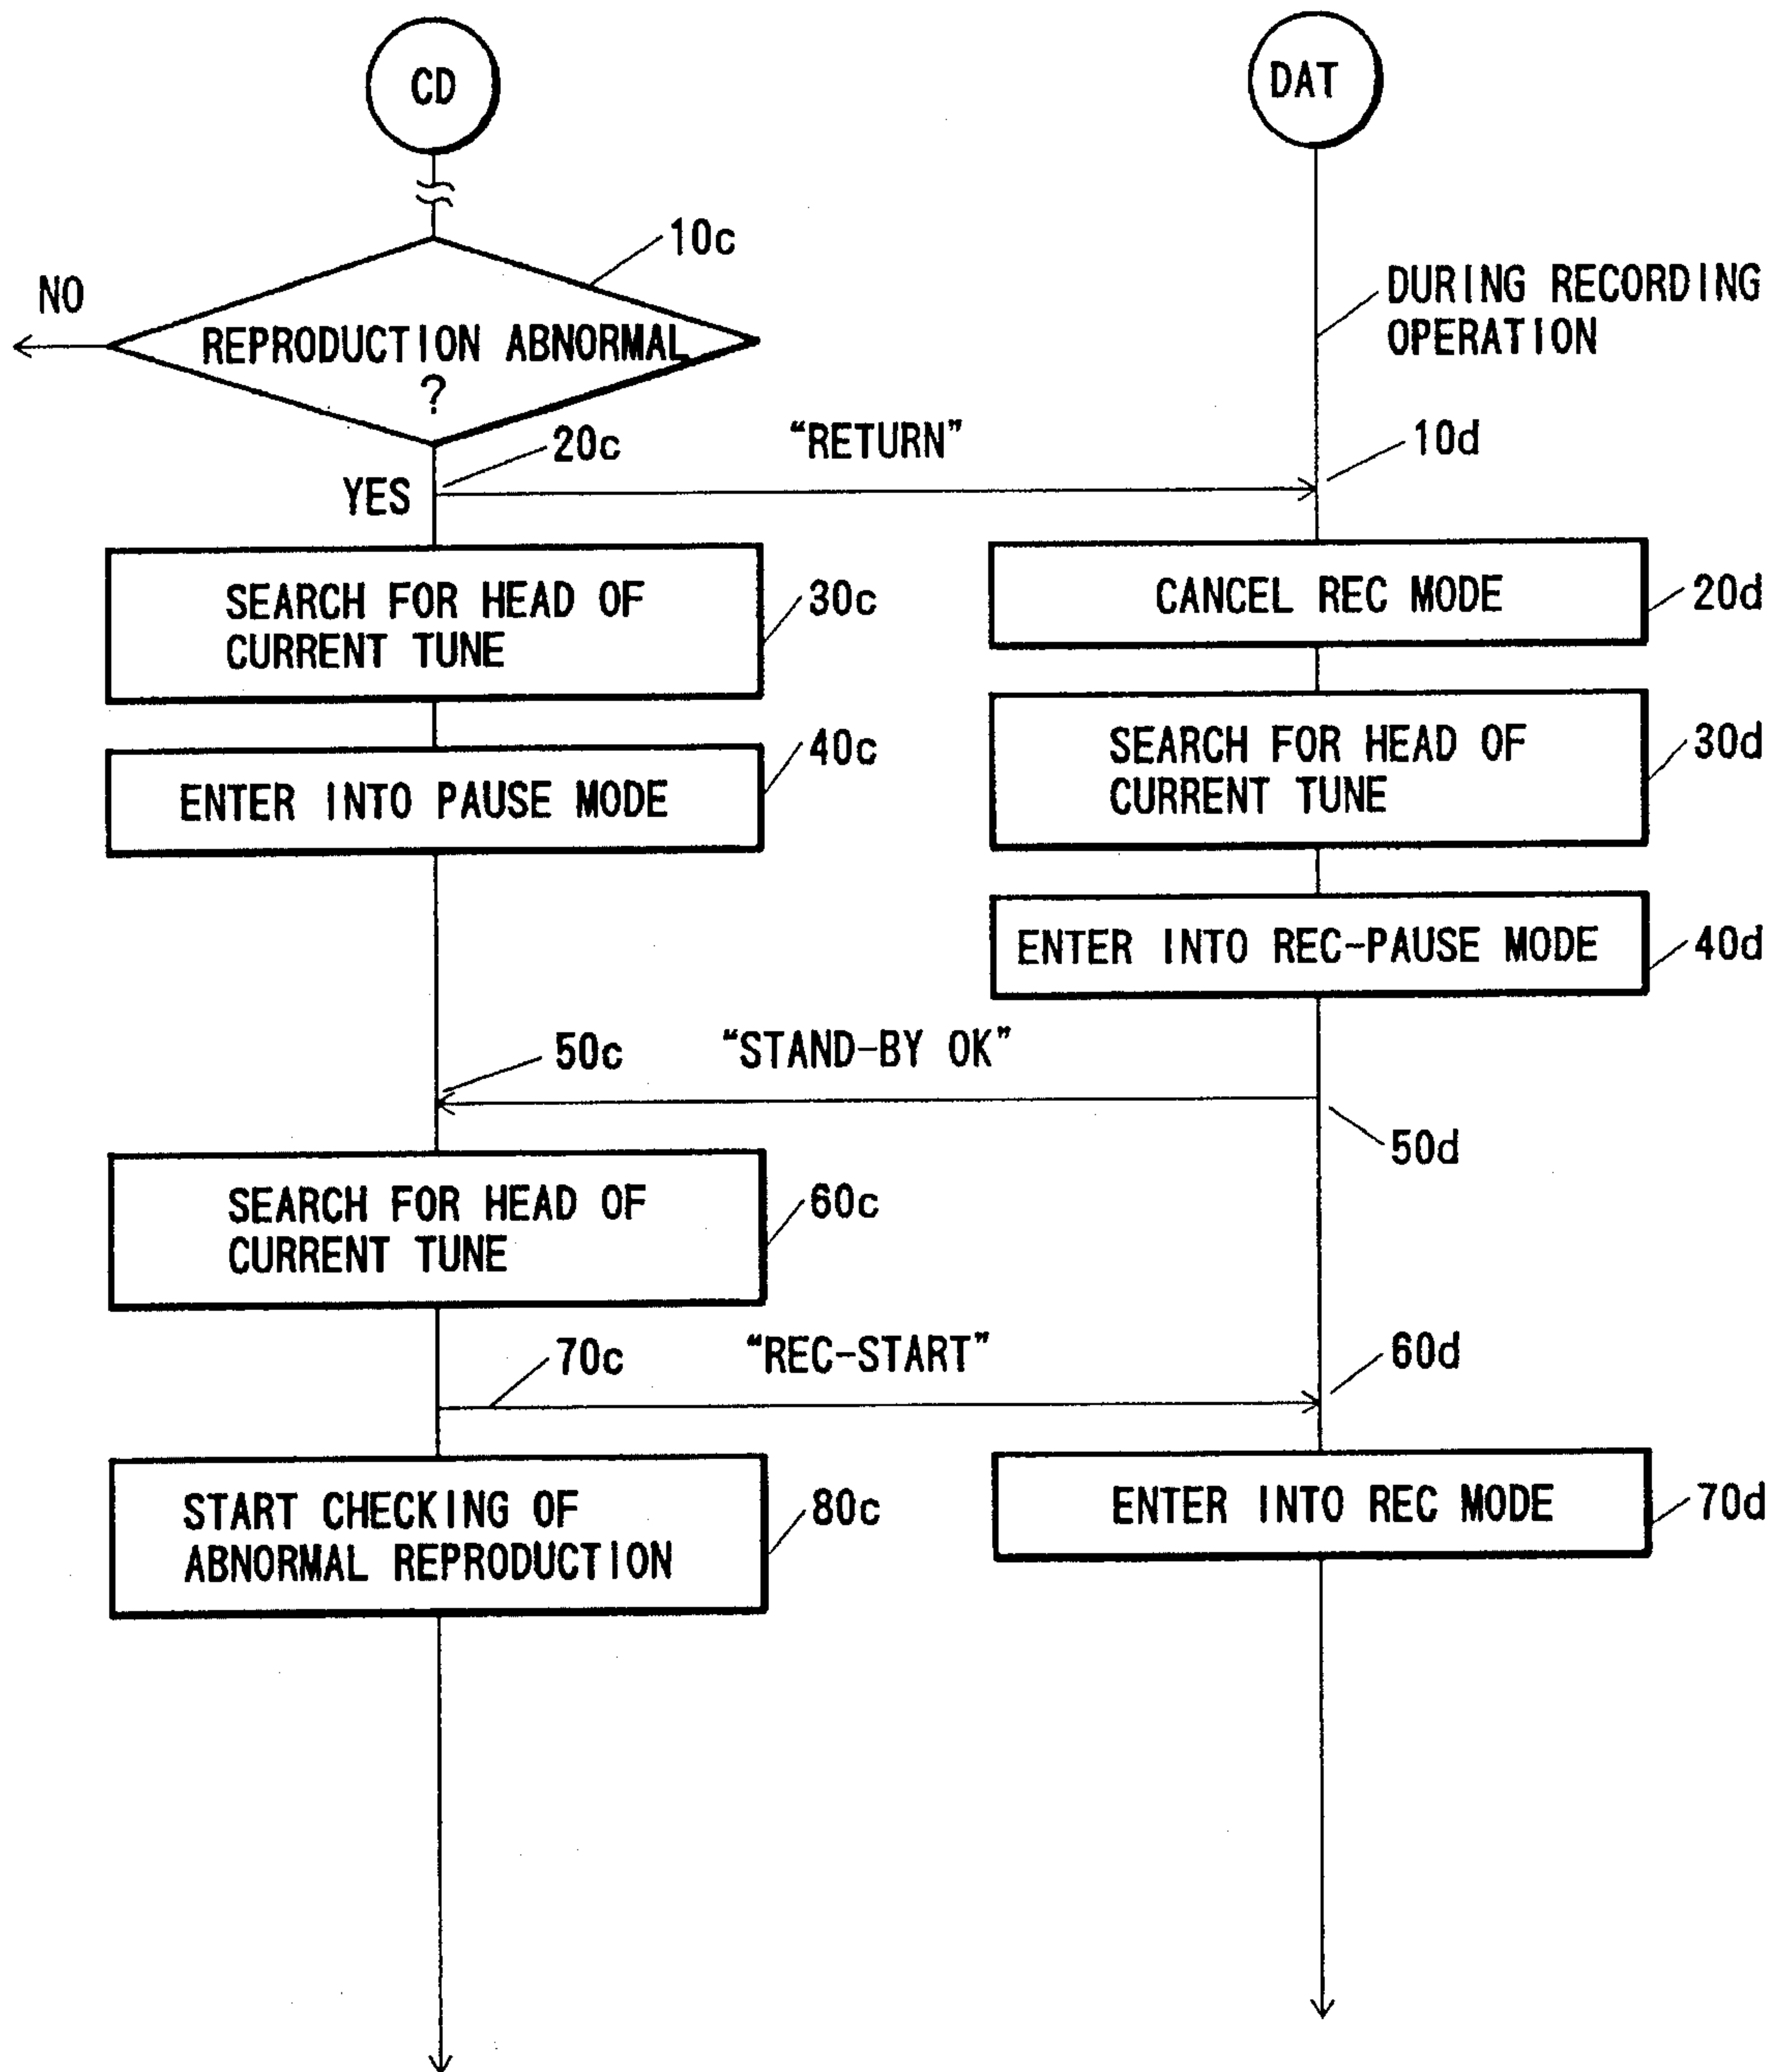 CD
DAT
10c
NO
REPRODUCTION ABNORMAL
?
DURING RECORDING
OPERATION
20c
"RETURN"
10d
YES
SEARCH FOR HEAD OF
CURRENT TUNE
30c
CANCEL REC MODE
20d
ENTER INTO PAUSE MODE
40c
SEARCH FOR HEAD OF
CURRENT TUNE
30d
ENTER INTO REC-PAUSE MODE
40d
50c
"STAND-BY OK"
50d
SEARCH FOR HEAD OF
CURRENT TUNE
60c
70c
"REC-START"
60d
START CHECKING OF
ABNORMAL REPRODUCTION
80c
ENTER INTO REC MODE
70d